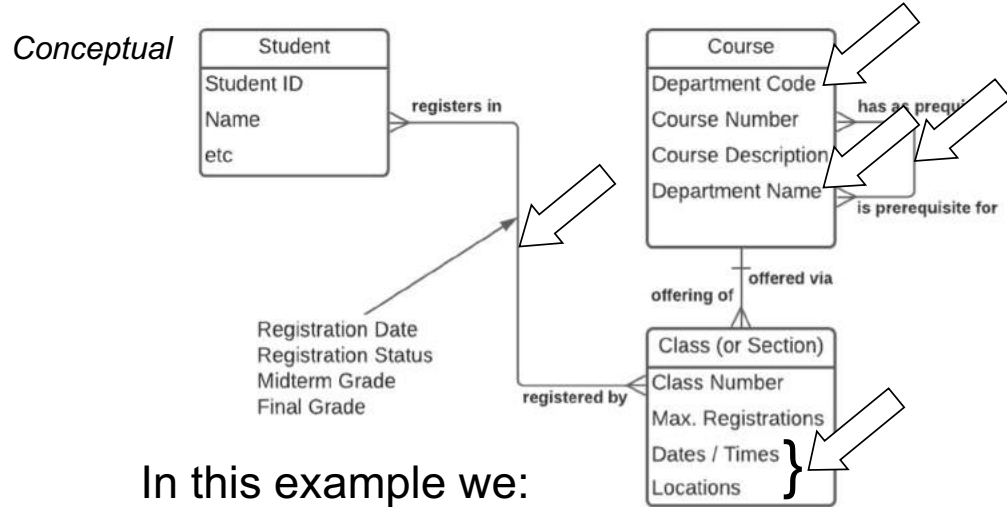 Conceptual
Student
Student ID
Name
etc
registers in
Registration Date
Registration Status
Midterm Grade
Final Grade
registered by
Course
Department Code
Course Number
Course Description
Department Name
has as
is prerequisite for
offered via
offering of
Class (or Section)
Class Number
Max. Registrations
Dates / Times
Locations
}
In this example we: